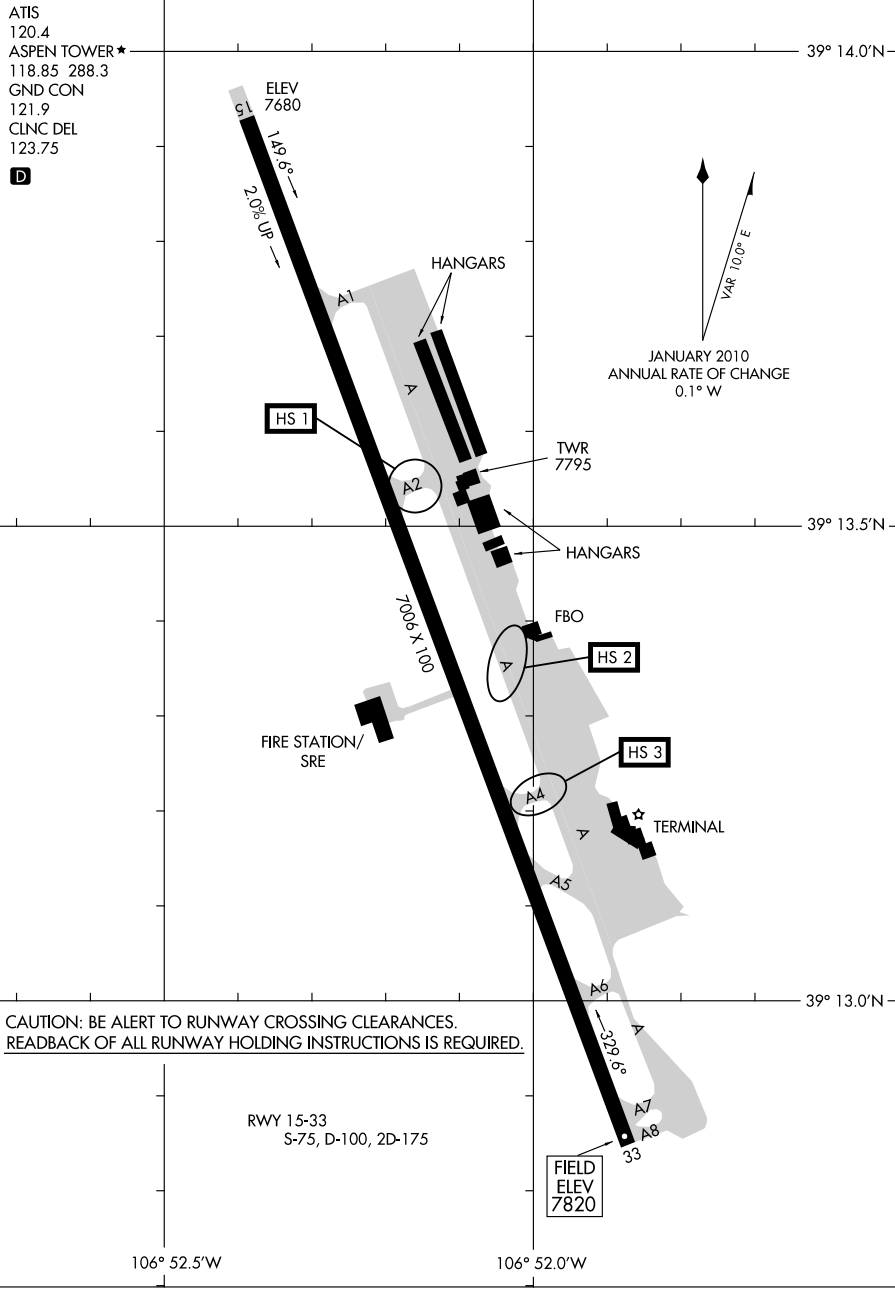 ATIS
120.4
ASPEN TOWER★
118.85 288.3
GND CON
121.9
CLNC DEL
123.75
D
39° 14.0'N
ELEV
7680
15
149.6°
2.0% UP
VAR 10.0° E
JANUARY 2010
ANNUAL RATE OF CHANGE
0.1° W
HANGARS
A1
A
HS 1
A2
TWR
7795
39° 13.5'N
HANGARS
7006 X 100
FBO
HS 2
A
FIRE STATION/
SRE
HS 3
A4
TERMINAL
A
A5
A6
39° 13.0'N
CAUTION: BE ALERT TO RUNWAY CROSSING CLEARANCES.
READBACK OF ALL RUNWAY HOLDING INSTRUCTIONS IS REQUIRED.
329.6°
A
A7
A8
RWY 15-33
S-75, D-100, 2D-175
33
FIELD
ELEV
7820
106° 52.5'W
106° 52.0'W